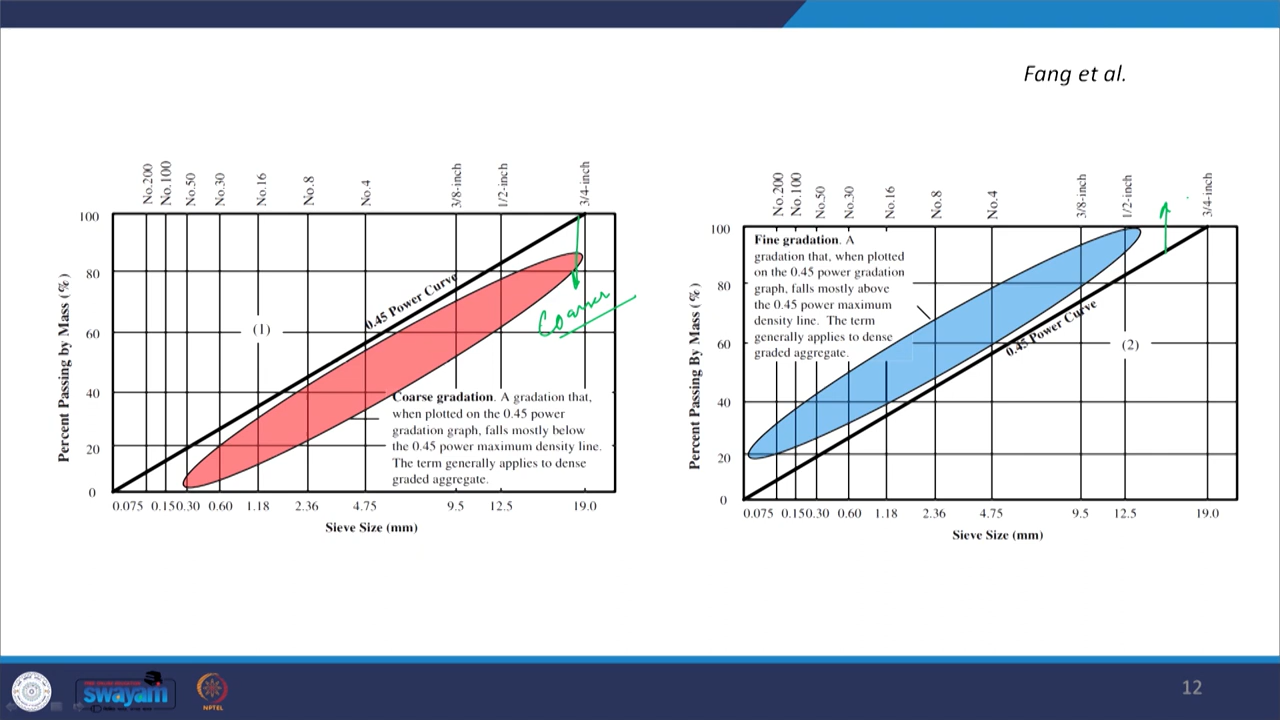 Fang et al.
No.200
No.100
No.50
No.30
No.16
No.8
No.4
3/8-inch
1/2-inch
3/4-inch
Percent Passing by Mass (%)
100
80
60
40
20
0
(1)
0.45 Power Curve
Coarser
Coarse gradation. A gradation that,
when plotted on the 0.45 power
gradation graph, falls mostly below
the 0.45 power maximum density line.
The term generally applies to dense
graded aggregate.
0.075 0.150.30 0.60 1.18 2.36 4.75 9.5 12.5 19.0
Sieve Size (mm)
No.200
No.100
No.50
No.30
No.16
No.8
No.4
3/8-inch
1/2-inch
3/4-inch
Percent Passing By Mass (%)
100
80
60
40
20
0
Fine gradation. A
gradation that, when plotted
on the 0.45 power gradation
graph, falls mostly above
the 0.45 power maximum
density line. The term
generally applies to dense
graded aggregate.
0.45 Power Curve
(2)
0.075 0.150.30 0.60 1.18 2.36 4.75 9.5 12.5 19.0
Sieve Size (mm)
swayam
NPTEL
12